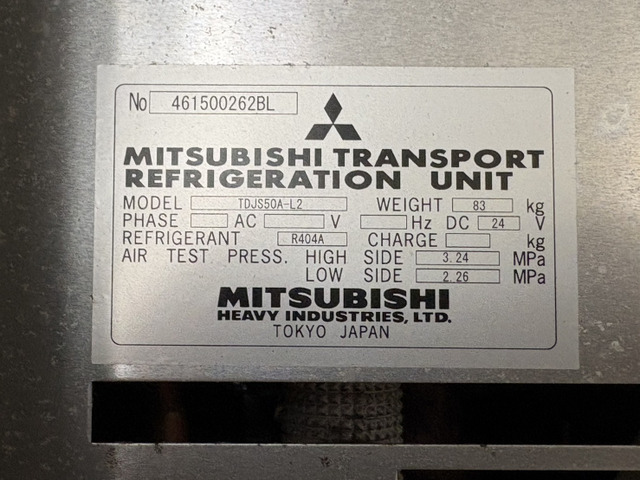 No 461500262BL
MITSUBISHI TRANSPORT
REFRIGERATION UNIT
MODEL TDJS50A-L2 WEIGHT 83 kg
PHASE AC V Hz DC 24 V
REFRIGERANT R404A CHARGE kg
AIR TEST. PRESS. HIGH SIDE 3.24 MPa
LOW SIDE 2.26 MPa
MITSUBISHI
HEAVY INDUSTRIES, LTD.
TOKYO JAPAN